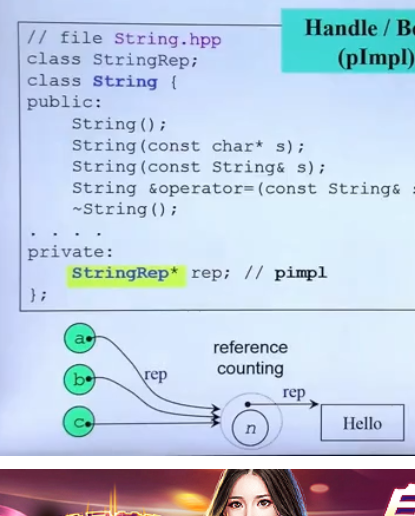 Handle / B
(pImpl)
// file String.hpp
class StringRep;
class String {
public:
String();
String(const char* s);
String(const String& s);
String &operator=(const String&
~String();
. . . .
private:
StringRep* rep; // pimpl
};
a
b
c
rep
reference
counting
rep
n
Hello